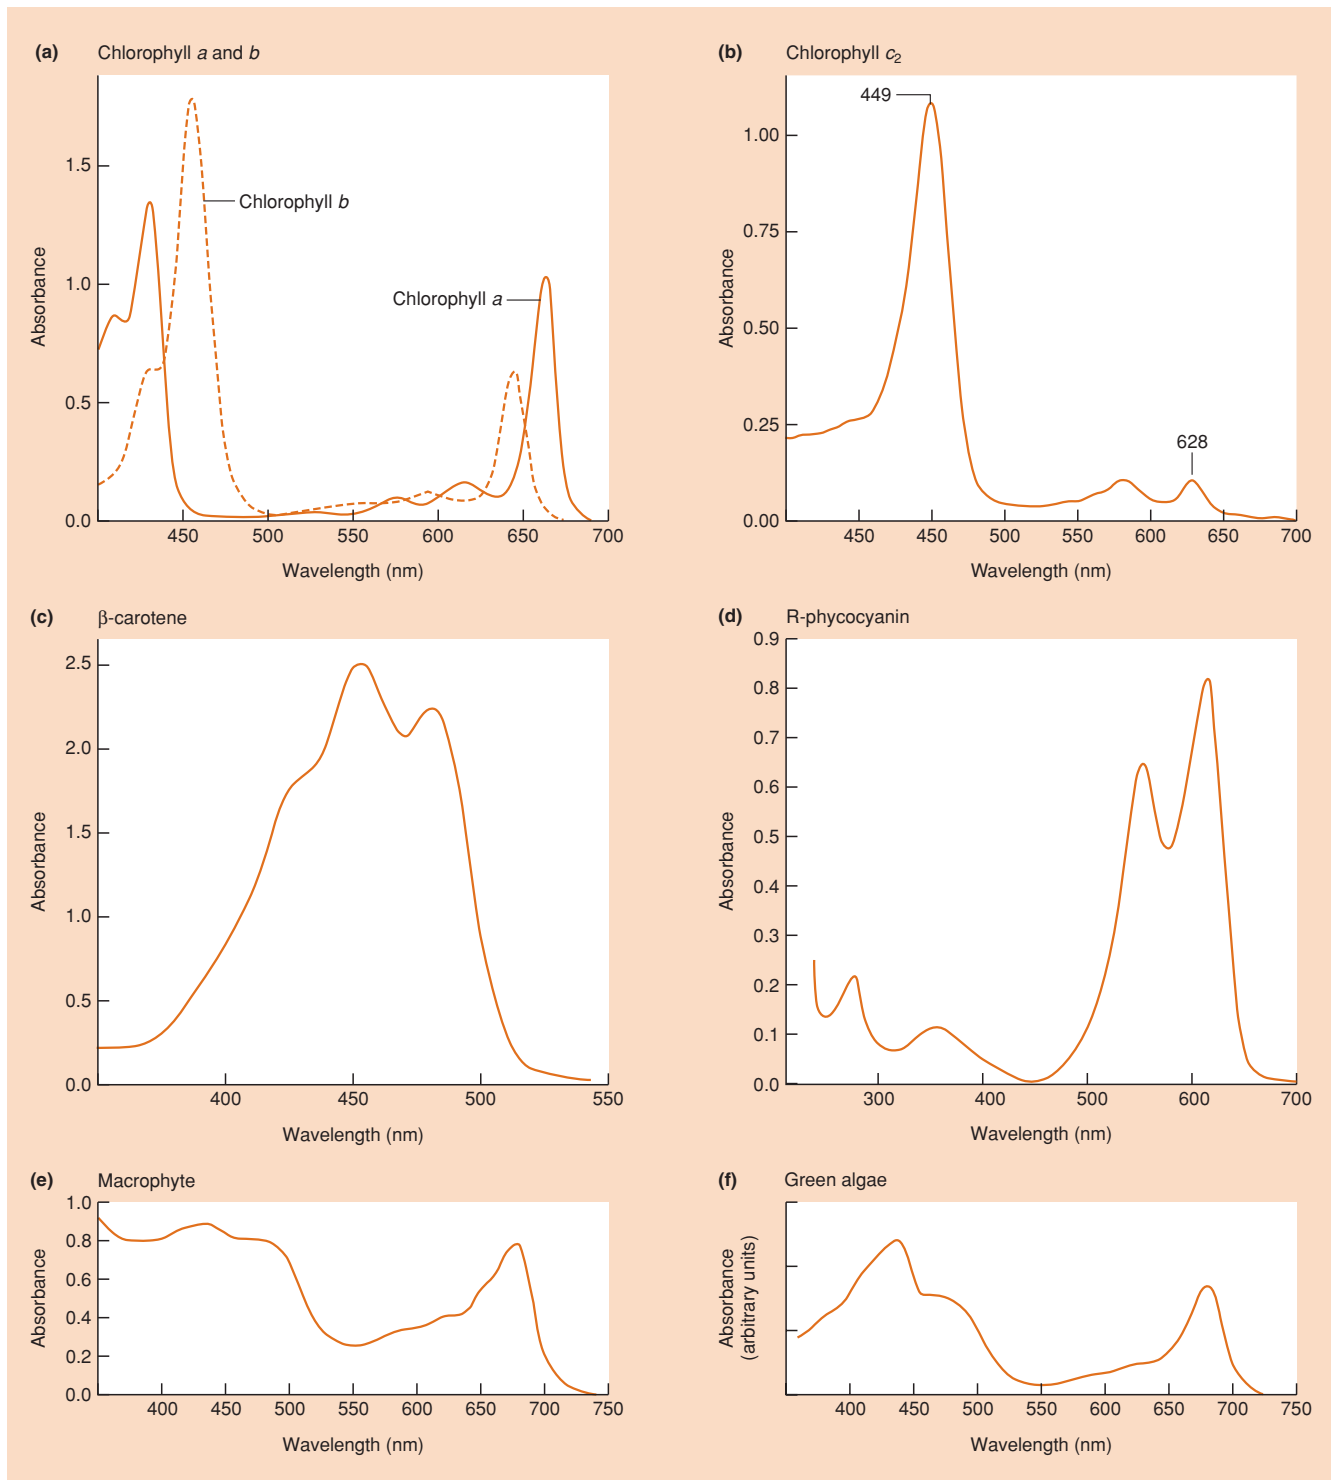 (a) Chlorophyll a and b
Absorbance
1.5
1.0
0.5
0.0
Chlorophyll b
Chlorophyll a
450 500 550 600 650 700
Wavelength (nm)
(b) Chlorophyll c2
Absorbance
1.00
0.75
0.50
0.25
0.00
449
628
450 450 500 550 600 650 700
Wavelength (nm)
(c) β-carotene
Absorbance
2.5
2.0
1.5
1.0
0.5
0.0
400 450 500 550
Wavelength (nm)
(d) R-phycocyanin
Absorbance
0.9
0.8
0.7
0.6
0.5
0.4
0.3
0.2
0.1
0.0
300 400 500 600 700
Wavelength (nm)
(e) Macrophyte
Absorbance
1.0
0.8
0.6
0.4
0.2
0.0
400 450 500 550 600 650 700 750
Wavelength (nm)
(f) Green algae
Absorbance
(arbitrary units)
400 450 500 550 600 650 700 750
Wavelength (nm)